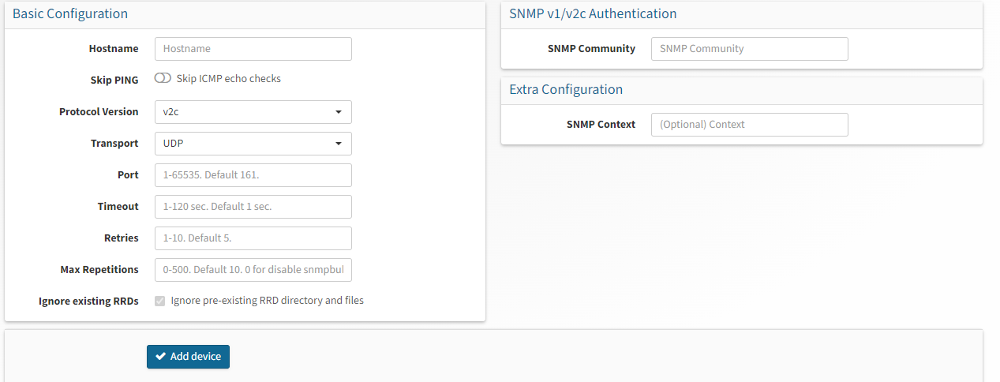 Basic Configuration
Hostname Hostname
Skip PING Skip ICMP echo checks
Protocol Version v2c
Transport UDP
Port 1-65535. Default 161.
Timeout 1-120 sec. Default 1 sec.
Retries 1-10. Default 5.
Max Repetitions 0-500. Default 10. 0 for disable snmpbul
Ignore existing RRDs Ignore pre-existing RRD directory and files
SNMP v1/v2c Authentication
SNMP Community SNMP Community
Extra Configuration
SNMP Context (Optional) Context
Add device